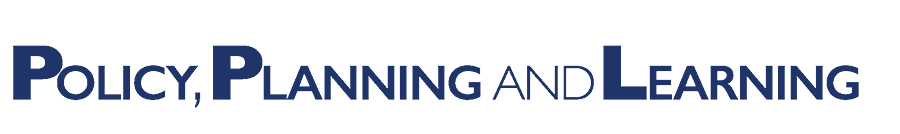 POLICY, PLANNING AND LEARNING